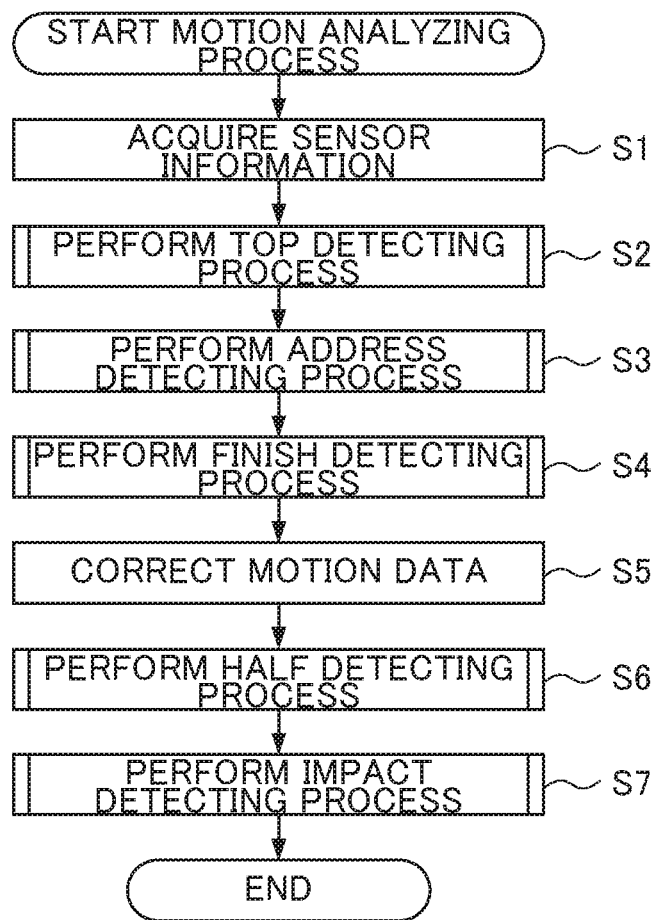 START MOTION ANALYZING
PROCESS
ACQUIRE SENSOR
INFORMATION
S1
PERFORM TOP DETECTING
PROCESS
S2
PERFORM ADDRESS
DETECTING PROCESS
S3
PERFORM FINISH DETECTING
PROCESS
S4
CORRECT MOTION DATA
S5
PERFORM HALF DETECTING
PROCESS
S6
PERFORM IMPACT
DETECTING PROCESS
S7
END